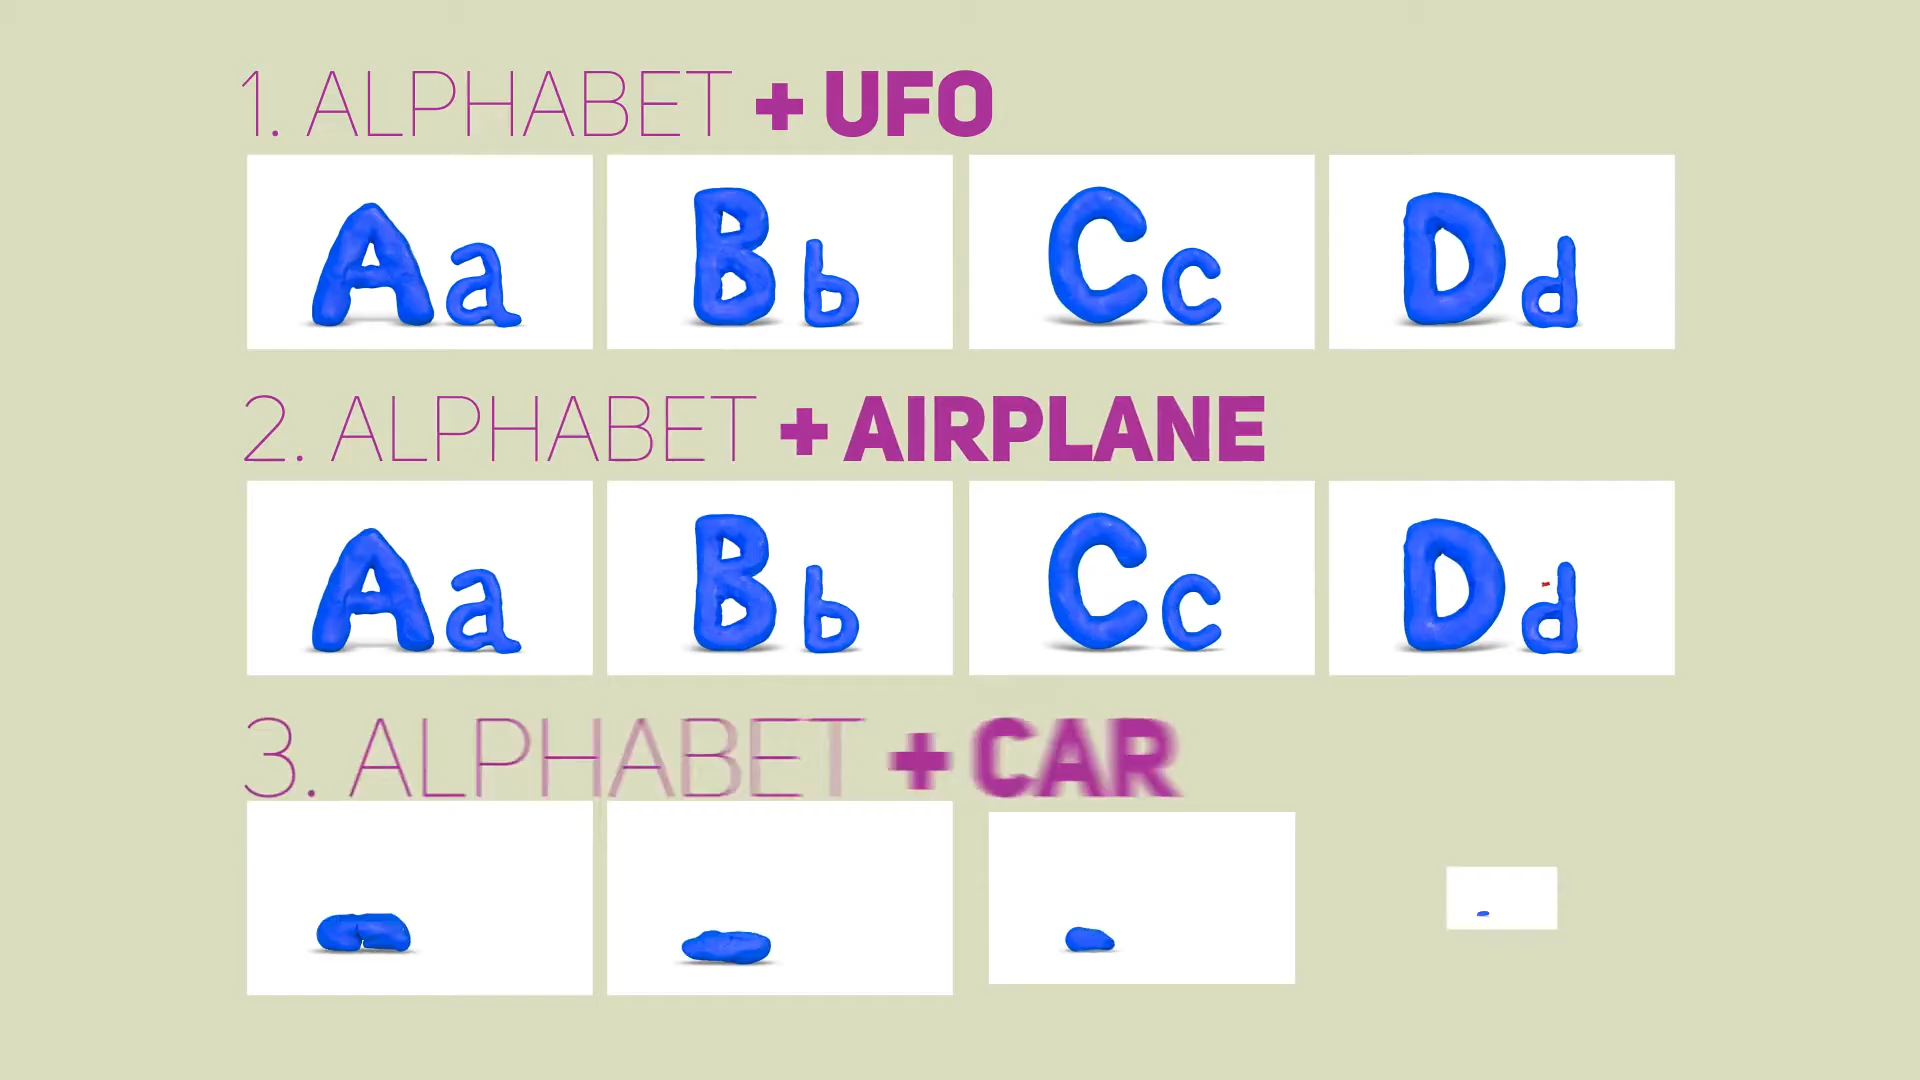 1. ALPHABET + UFO
Aa Bb Cc Dd
2. ALPHABET + AIRPLANE
Aa Bb Cc Dd
3. ALPHABET + CAR